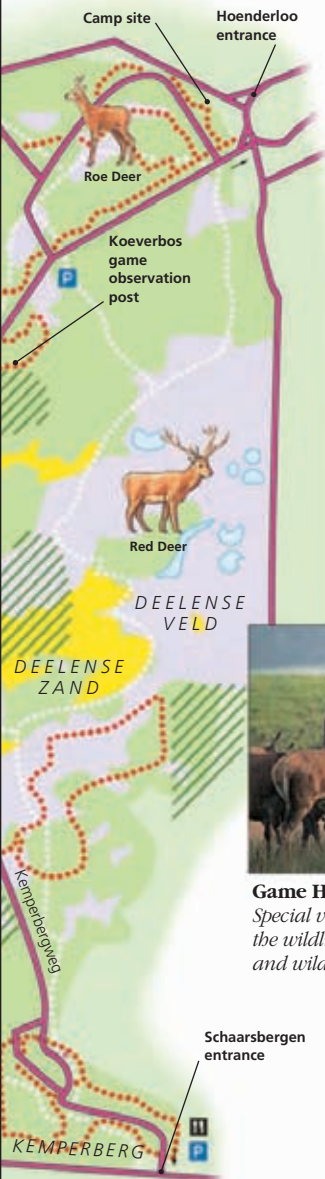 Camp site
Hoenderloo
entrance
Roe Deer
Koeverbos
game
observation
post
P
Red Deer
DEELENSE
VELD
DEELENSE
ZAND
Game H
Special v
the wildl
and wild
Kemperbergweg
Schaarsbergen
entrance
P
KEMPERBERG